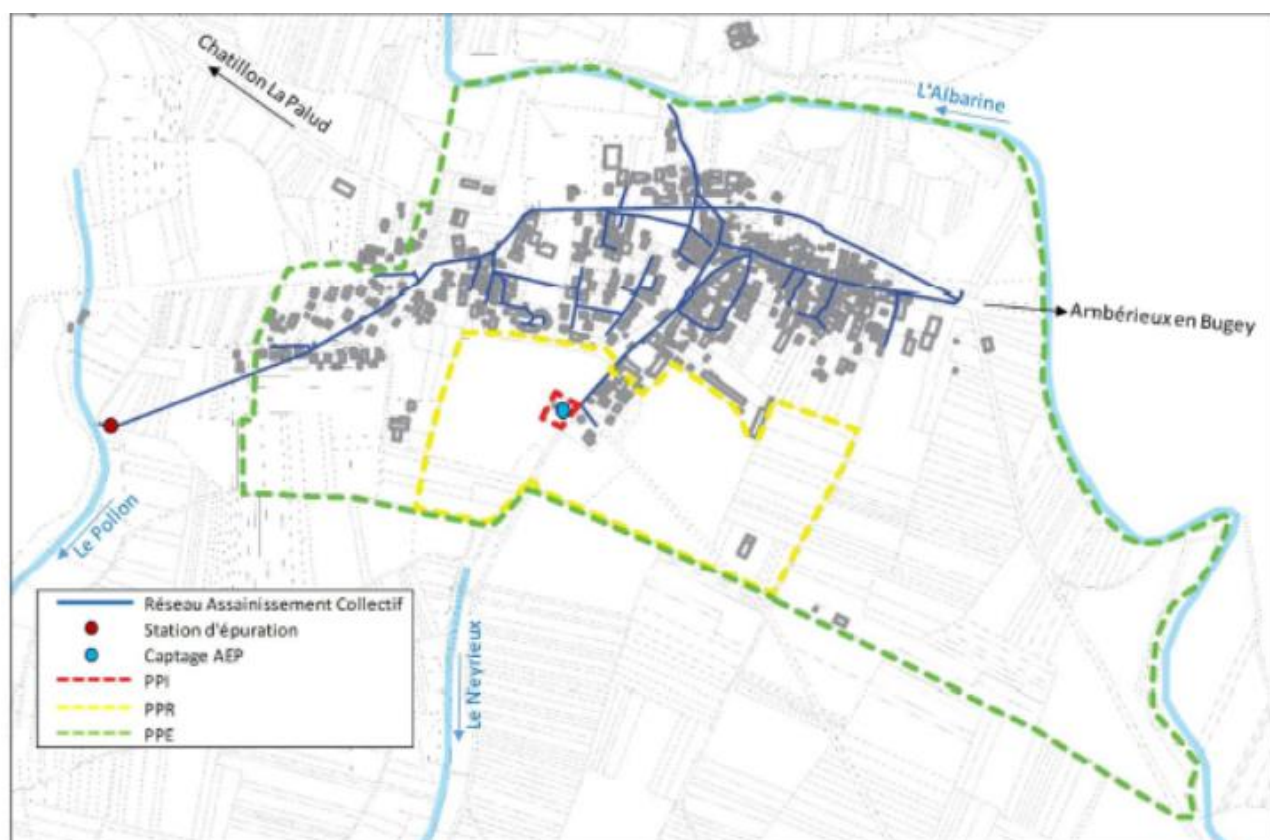 Chatillon La Palud
L'Albarine
Ambérieux en Bugey
Le Pollon
Le Neyrieux
Réseau Assainissement Collectif
Station d'épuration
Captage AEP
PPI
PPR
PPE